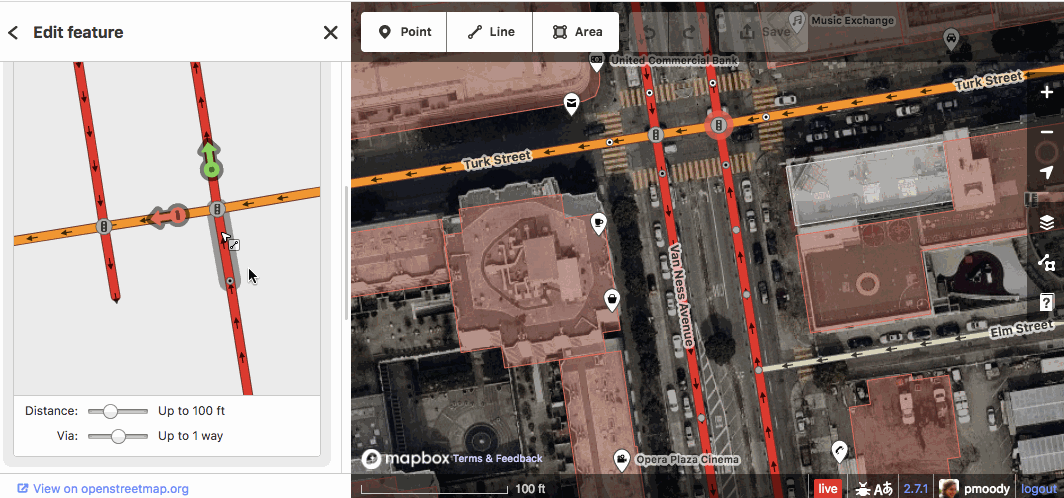 Edit feature
Point
Line
Area
Save
Music Exchange
United Commercial Bank
Turk Street
Turk Street
Van Ness Avenue
Elm Street
Opera Plaza Cinema
Distance:
Up to 100 ft
Via:
Up to 1 way
mapbox
Terms & Feedback
View on openstreetmap.org
100 ft
live
Aあ
2.7.1
pmoody
logout